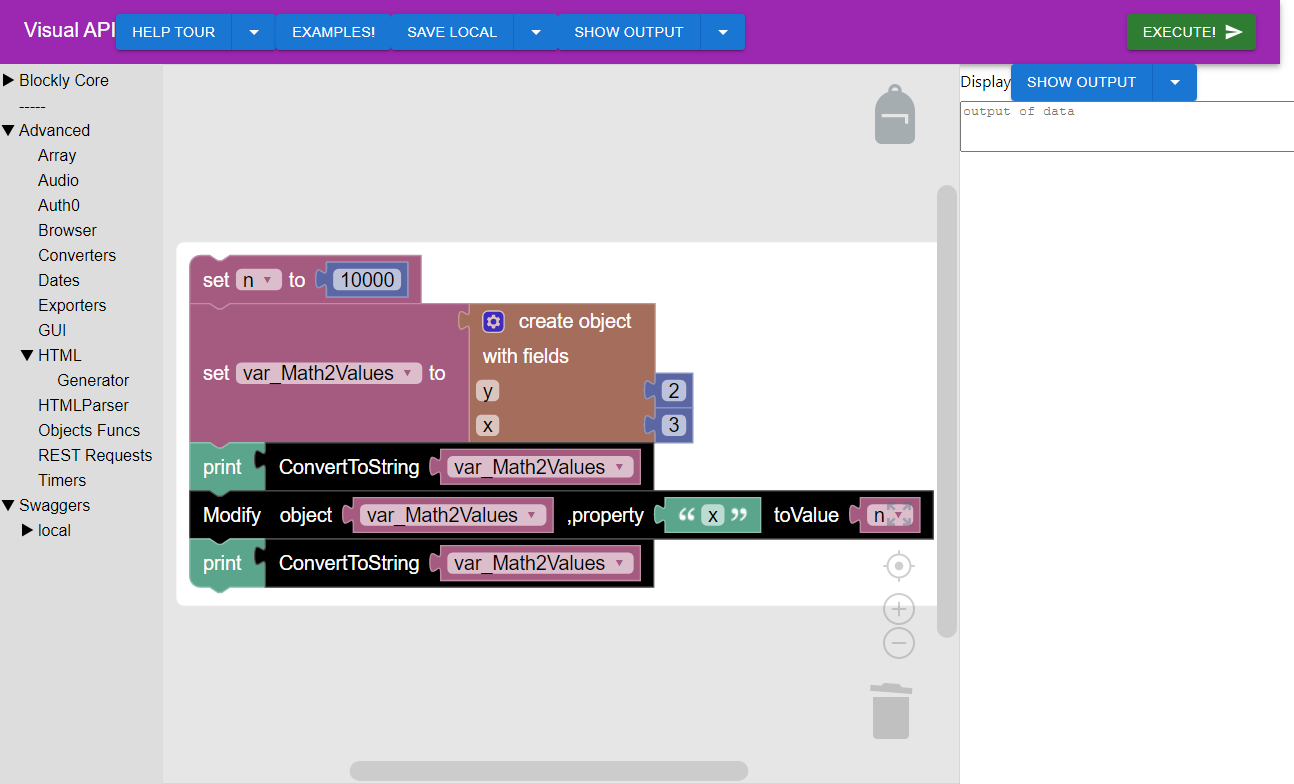 Visual API HELP TOUR EXAMPLES! SAVE LOCAL SHOW OUTPUT EXECUTE!
Blockly Core
-----
Advanced
Array
Audio
Auth0
Browser
Converters
Dates
Exporters
GUI
HTML
Generator
HTMLParser
Objects Funcs
REST Requests
Timers
Swaggers
local
set n to 10000
set var_Math2Values to
create object
with fields
y 2
x 3
print ConvertToString var_Math2Values
Modify object var_Math2Values ,property “ x ” toValue n
print ConvertToString var_Math2Values
Display SHOW OUTPUT
output of data